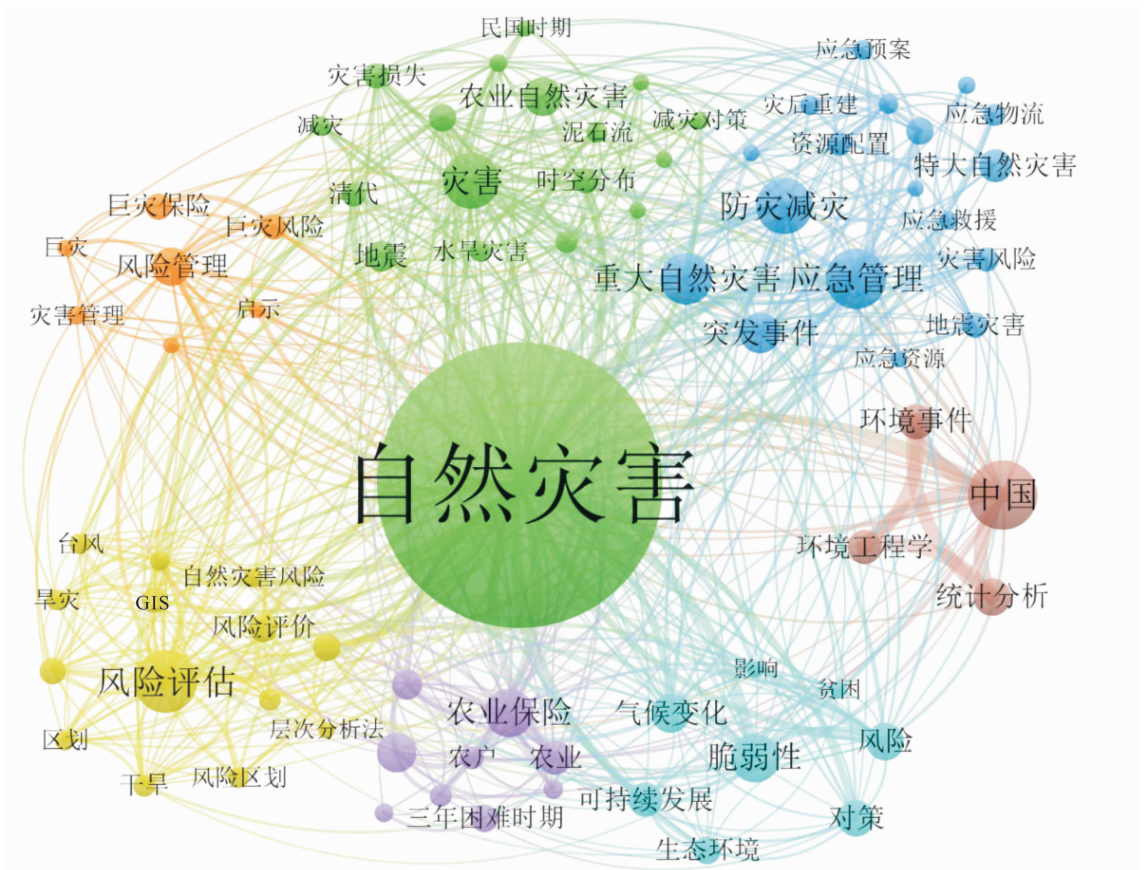 民国时期
灾害损失
农业自然灾害
减灾
泥石流
减灾对策
灾害
时空分布
清代
地震
水旱灾害
应急预案
灾后重建
应急物流
资源配置
特大自然灾害
防灾减灾
应急救援
重大自然灾害
应急管理
灾害风险
突发事件
地震灾害
应急资源
巨灾保险
巨灾风险
巨灾
风险管理
灾害管理
启示
环境事件
自然灾害
中国
环境工程学
统计分析
台风
自然灾害风险
旱灾
GIS
风险评价
风险评估
区划
层次分析法
干旱
风险区划
农业保险
农户
农业
三年困难时期
影响
贫困
气候变化
风险
脆弱性
可持续发展
对策
生态环境